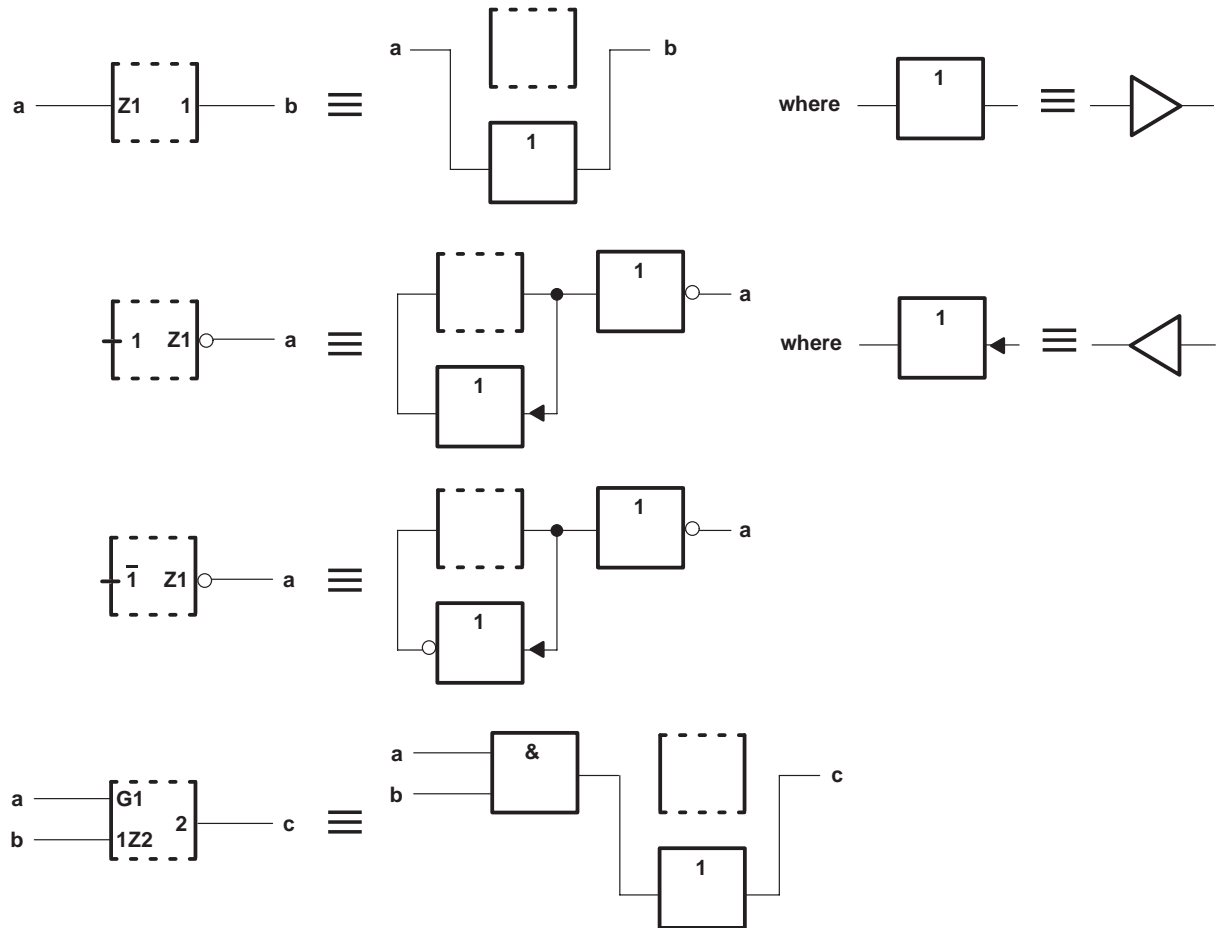 a Z1 1 b ≡ a b 1 where 1 ≡
1 Z1 a ≡ 1 a 1 where 1 ≡
1̅ Z1 a ≡ 1 a 1
a G1 b 1Z2 2 c ≡ a b & c 1